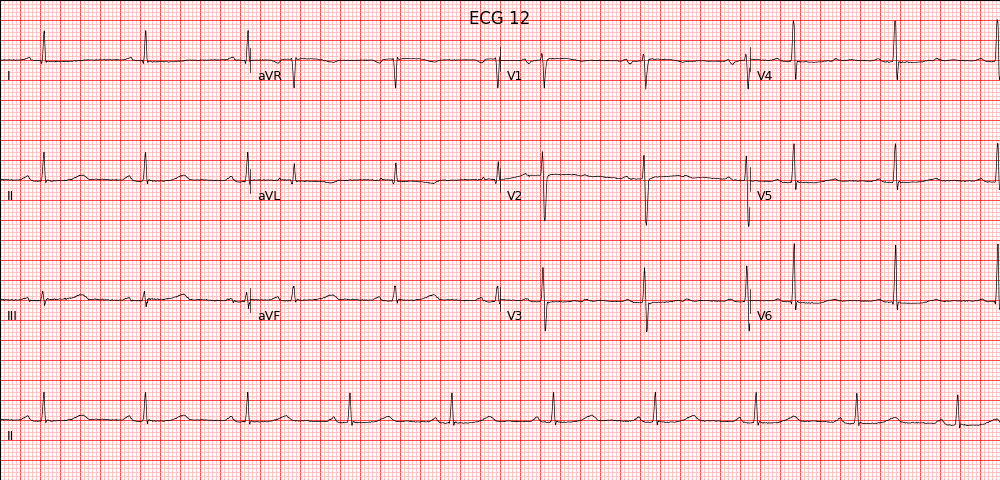 ECG 12
I aVR V1 V4
II aVL V2 V5
III aVF V3 V6
II